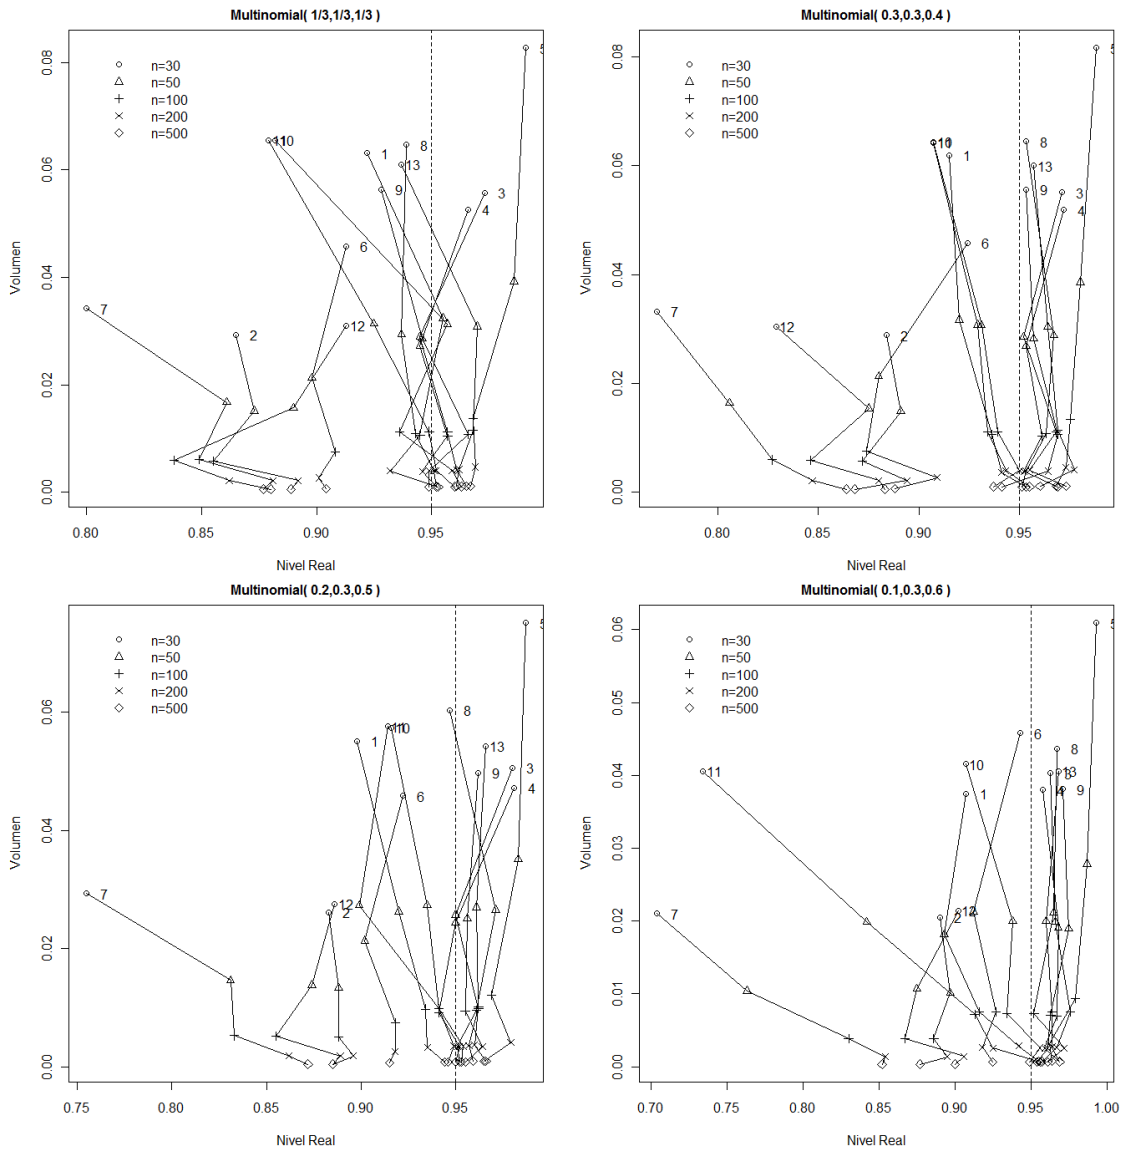 Multinomial( 1/3,1/3,1/3 )
n=30
n=50
n=100
n=200
n=500
5
11
10
1
8
13
9
3
4
6
7
2
12
0.00 0.02 0.04 0.06 0.08
Volumen
0.80 0.85 0.90 0.95
Nivel Real
Multinomial( 0.3,0.3,0.4 )
n=30
n=50
n=100
n=200
n=500
5
11
10
1
8
13
9
3
4
6
7
12
2
0.00 0.02 0.04 0.06 0.08
Volumen
0.80 0.85 0.90 0.95
Nivel Real
Multinomial( 0.2,0.3,0.5 )
n=30
n=50
n=100
n=200
n=500
5
8
11
10
1
13
3
9
4
6
7
12
2
0.00 0.02 0.04 0.06
Volumen
0.75 0.80 0.85 0.90 0.95
Nivel Real
Multinomial( 0.1,0.3,0.6 )
n=30
n=50
n=100
n=200
n=500
5
6
8
11
10
13
3
1
4
9
7
12
2
0.00 0.01 0.02 0.03 0.04 0.05 0.06
Volumen
0.70 0.75 0.80 0.85 0.90 0.95 1.00
Nivel Real